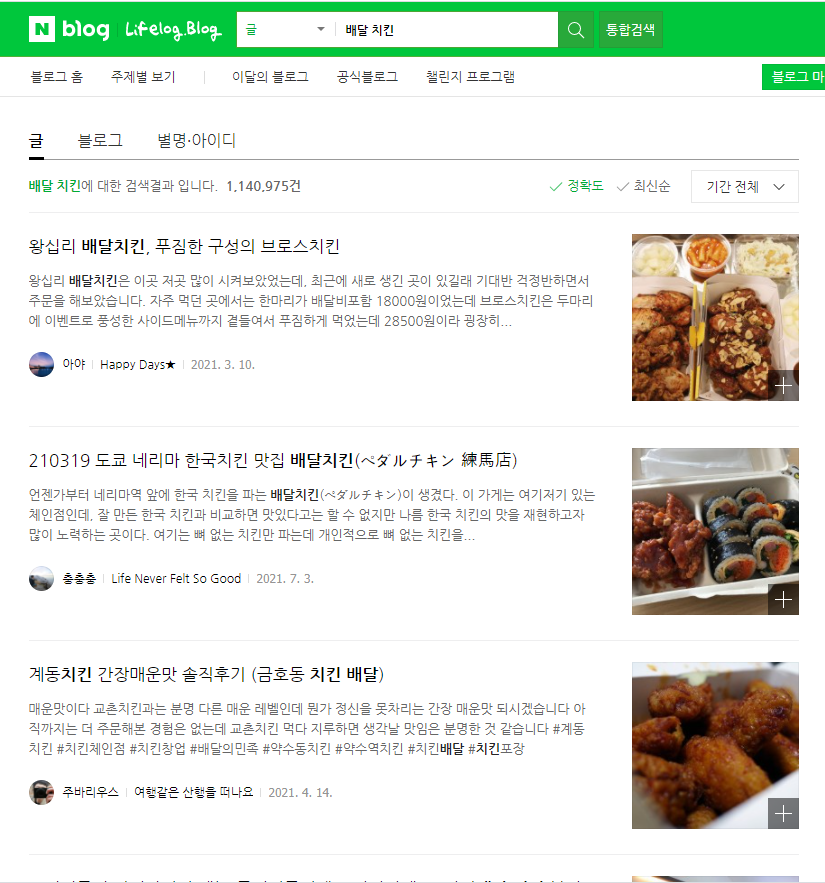 N blog Lifelog.Blog 글 배달 치킨 통합검색
블로그 홈 주제별 보기 이달의 블로그 공식블로그 챌린지 프로그램 블로그 마
글 블로그 별명·아이디
배달 치킨에 대한 검색결과 입니다. 1,140,975건 정확도 최신순 기간 전체
왕십리 배달치킨, 푸짐한 구성의 브로스치킨
왕십리 배달치킨은 이곳 저곳 많이 시켜보았었는데, 최근에 새로 생긴 곳이 있길래 기대반 걱정반하면서
주문을 해보았습니다. 자주 먹던 곳에서는 한마리가 배달비포함 18000원이었는데 브로스치킨은 두마리
에 이벤트로 풍성한 사이드메뉴까지 곁들여서 푸짐하게 먹었는데 28500원이라 굉장히...
아야 Happy Days★ 2021. 3. 10.
210319 도쿄 네리마 한국치킨 맛집 배달치킨(ペダルチキン 練馬店)
언젠가부터 네리마역 앞에 한국 치킨을 파는 배달치킨(ペダルチキン)이 생겼다. 이 가게는 여기저기 있는
체인점인데, 잘 만든 한국 치킨과 비교하면 맛있다고는 할 수 없지만 나름 한국 치킨의 맛을 재현하고자
많이 노력하는 곳이다. 여기는 뼈 없는 치킨만 파는데 개인적으로 뼈 없는 치킨을...
충충충 Life Never Felt So Good 2021. 7. 3.
계동치킨 간장매운맛 솔직후기 (금호동 치킨 배달)
매운맛이다 교촌치킨과는 분명 다른 매운 레벨인데 뭔가 정신을 못차리는 간장 매운맛 되시겠습니다 아
직까지는 더 주문해본 경험은 없는데 교촌치킨 먹다 지루하면 생각날 맛임은 분명한 것 같습니다 #계동
치킨 #치킨체인점 #치킨창업 #배달의민족 #약수동치킨 #약수역치킨 #치킨배달 #치킨포장
주바리우스 여행같은 산행을 떠나요 2021. 4. 14.